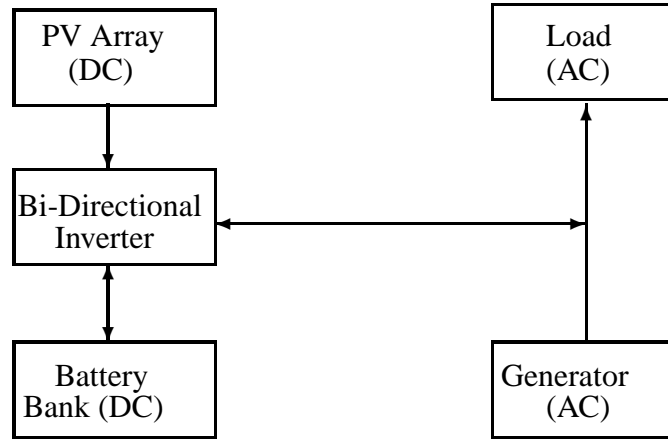 PV Array
(DC)
Load
(AC)
Bi-Directional
Inverter
Battery
Bank (DC)
Generator
(AC)